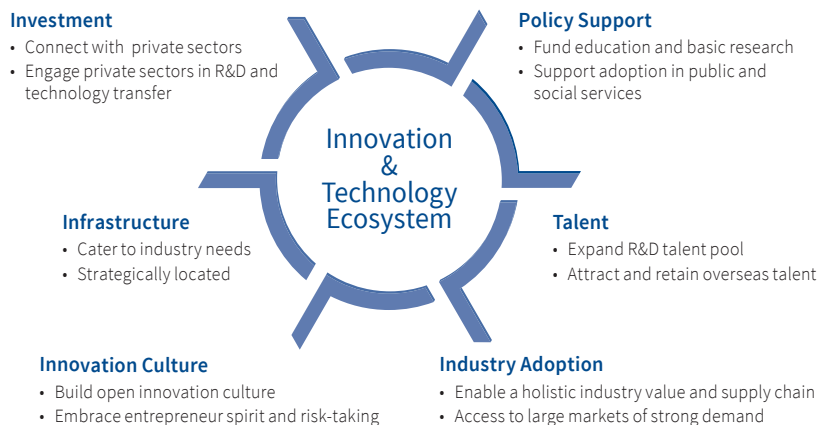 Investment
• Connect with private sectors
• Engage private sectors in R&D and
technology transfer
Policy Support
• Fund education and basic research
• Support adoption in public and
social services
Innovation
&
Technology
Ecosystem
Infrastructure
• Cater to industry needs
• Strategically located
Talent
• Expand R&D talent pool
• Attract and retain overseas talent
Innovation Culture
• Build open innovation culture
• Embrace entrepreneur spirit and risk-taking
Industry Adoption
• Enable a holistic industry value and supply chain
• Access to large markets of strong demand